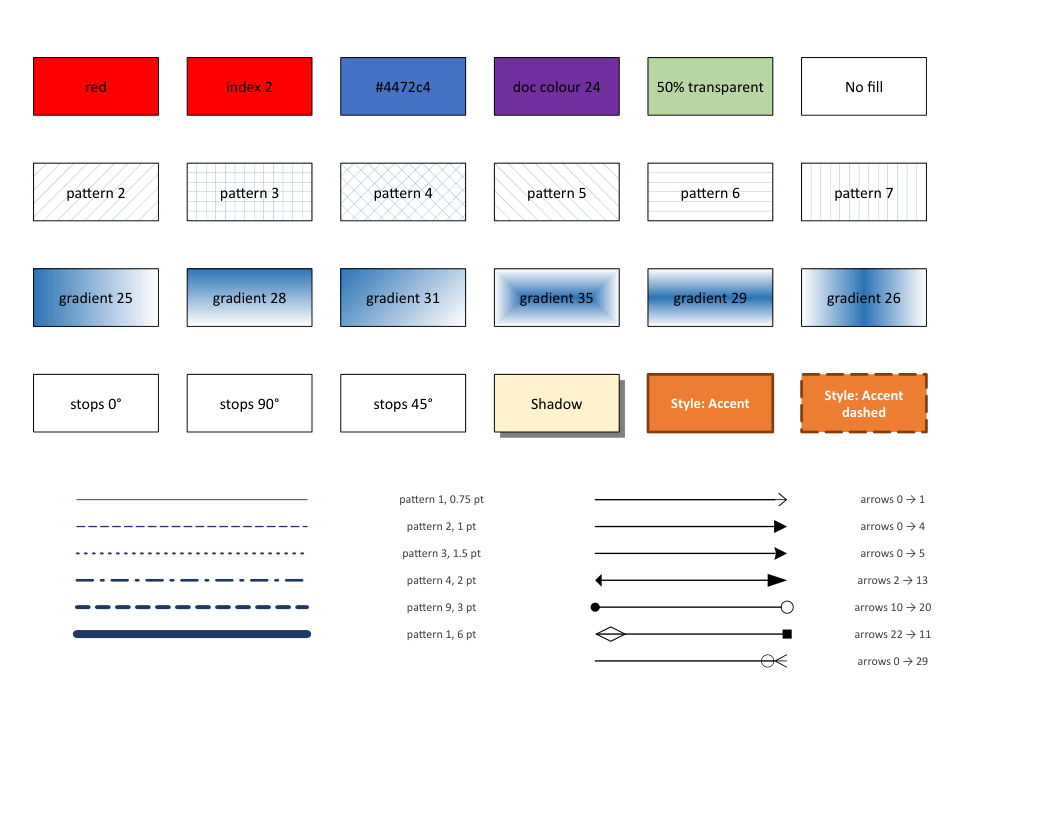 red
index 2
#4472c4
doc colour 24
50% transparent
No fill
pattern 2
pattern 3
pattern 4
pattern 5
pattern 6
pattern 7
gradient 25
gradient 28
gradient 31
gradient 35
gradient 29
gradient 26
stops 0°
stops 90°
stops 45°
Shadow
Style: Accent
Style: Accent
dashed
pattern 1, 0.75 pt
arrows 0 → 1
pattern 2, 1 pt
arrows 0 → 4
pattern 3, 1.5 pt
arrows 0 → 5
pattern 4, 2 pt
arrows 2 → 13
pattern 9, 3 pt
arrows 10 → 20
pattern 1, 6 pt
arrows 22 → 11
arrows 0 → 29